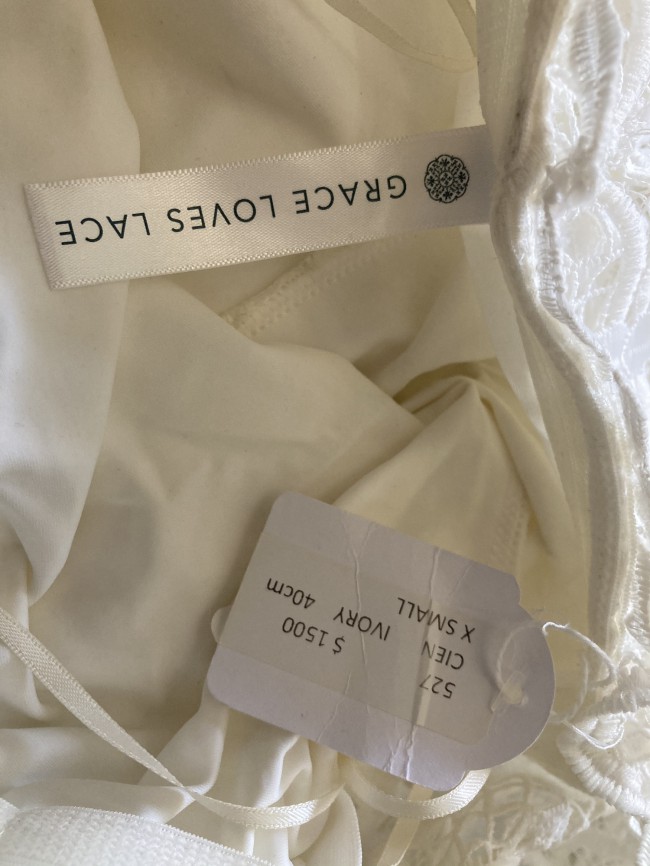 GRACE LOVES LACE
527 $1500
CIEN IVORY 40cm
X SMALL